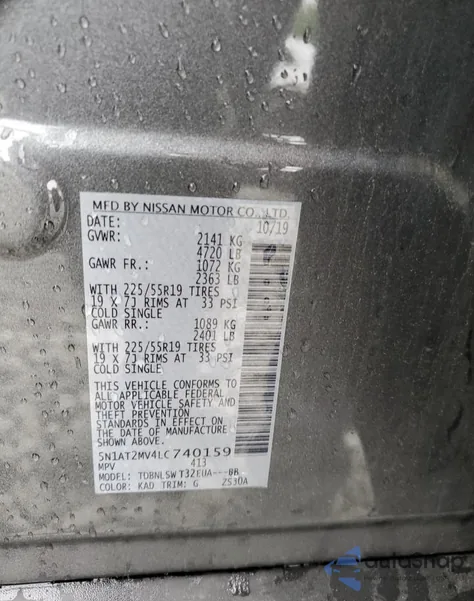 MFD BY NISSAN MOTOR CO.,LTD.
DATE: 10/19
GVWR: 2141 KG
4720 LB
GAWR FR.: 1072 KG
2363 LB
WITH 225/55R19 TIRES
19 X 7J RIMS AT 33 PSI
COLD SINGLE
GAWR RR.: 1089 KG
2401 LB
WITH 225/55R19 TIRES
19 X 7J RIMS AT 33 PSI
COLD SINGLE
THIS VEHICLE CONFORMS TO
ALL APPLICABLE FEDERAL
MOTOR VEHICLE SAFETY AND
THEFT PREVENTION
STANDARDS IN EFFECT ON
THE DATE OF MANUFACTURE
SHOWN ABOVE.
5N1AT2MV4LC740159
MPV 413
MODEL: TDBNLSW T32EUA---BB
COLOR: KAD TRIM: G 2530A
autoshop